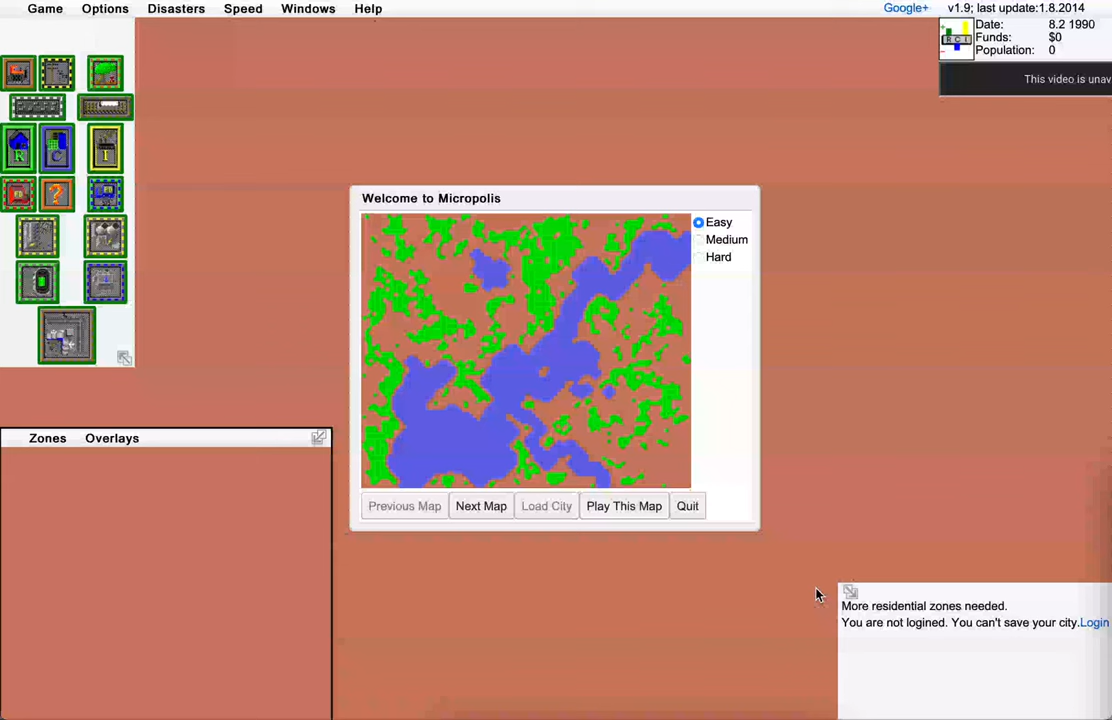 Game Options Disasters Speed Windows Help Google+ v1.9; last update:1.8.2014
Date: 8.2 1990
Funds: $0
Population: 0
R C I
This video is unav
R C I
Welcome to Micropolis
Easy
Medium
Hard
Zones Overlays
Previous Map Next Map Load City Play This Map Quit
More residential zones needed.
You are not logined. You can't save your city.Login